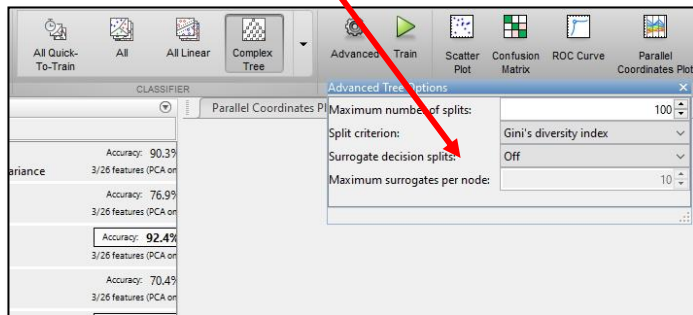 All Quick-
To-Train
All
All Linear
Complex
Tree
Advanced
Train
Scatter
Plot
Confusion
Matrix
ROC Curve
Parallel
Coordinates Plot
CLASSIFIER
Parallel Coordinates Pl
Advanced Tree Options
Maximum number of splits: 100
Split criterion: Gini's diversity index
Surrogate decision splits: Off
Maximum surrogates per node: 10
Accuracy: 90.3%
ariance 3/26 features (PCA on
Accuracy: 76.9%
3/26 features (PCA on
Accuracy: 92.4%
3/26 features (PCA on
Accuracy: 70.4%
3/26 features (PCA on